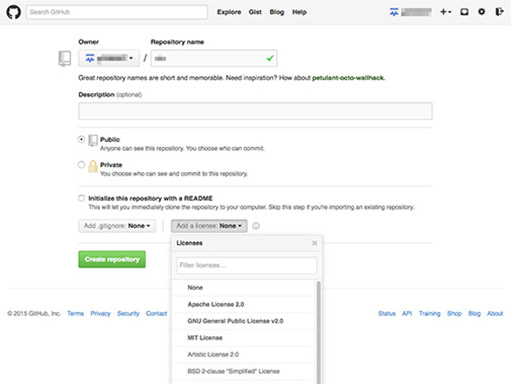 Search GitHub
Explore Gist Blog Help
Owner Repository name
/
Great repository names are short and memorable. Need inspiration? How about petulant-octo-wallhack.
Description (optional)
Public
Anyone can see this repository. You choose who can commit.
Private
You choose who can see and commit to this repository.
Initialize this repository with a README
This will let you immediately clone the repository to your computer. Skip this step if you're importing an existing repository.
Add .gitignore: None Add a license: None
Licenses
Filter licenses...
Create repository
None
Apache License 2.0
GNU General Public License v2.0
MIT License
Artistic License 2.0
BSD 2-clause "Simplified" License
© 2015 GitHub, Inc. Terms Privacy Security Contact Status API Training Shop Blog About